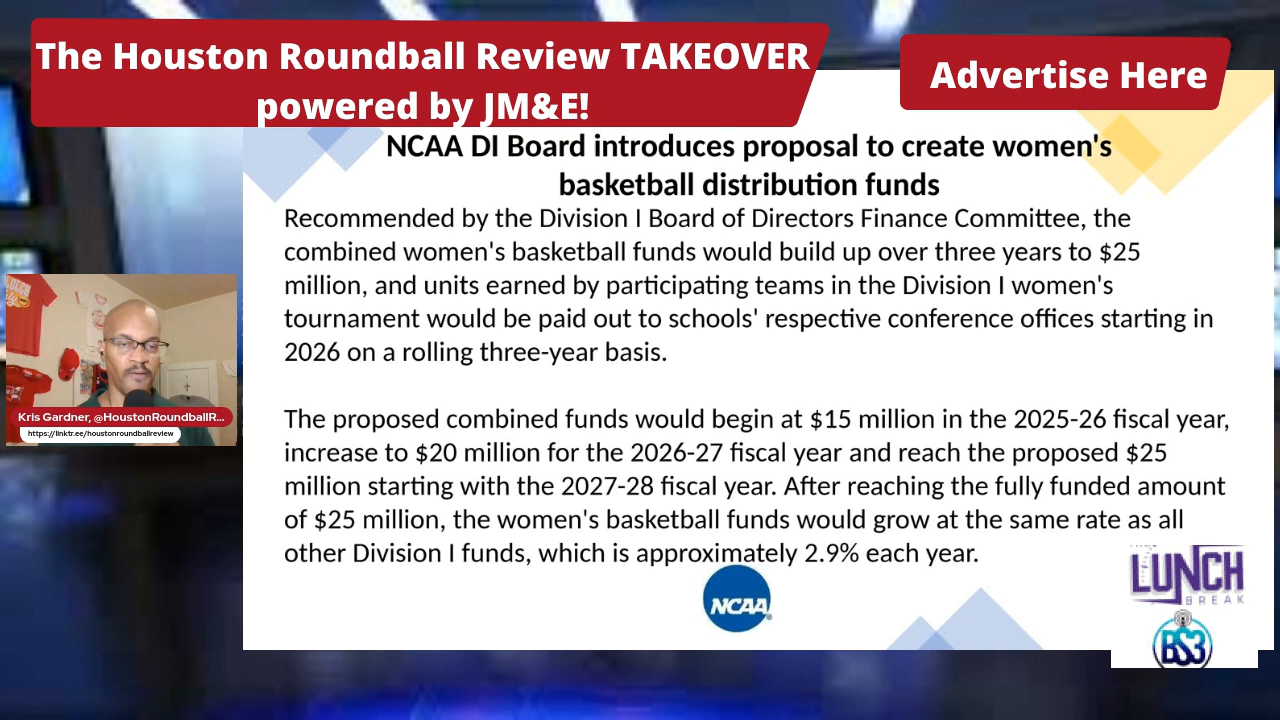 The Houston Roundball Review TAKEOVER
powered by JM&E!
Advertise Here
NCAA DI Board introduces proposal to create women's
basketball distribution funds
Recommended by the Division I Board of Directors Finance Committee, the
combined women's basketball funds would build up over three years to $25
million, and units earned by participating teams in the Division I women's
tournament would be paid out to schools' respective conference offices starting in
2026 on a rolling three-year basis.
The proposed combined funds would begin at $15 million in the 2025-26 fiscal year,
increase to $20 million for the 2026-27 fiscal year and reach the proposed $25
million starting with the 2027-28 fiscal year. After reaching the fully funded amount
of $25 million, the women's basketball funds would grow at the same rate as all
other Division I funds, which is approximately 2.9% each year.
Kris Gardner, @HoustonRoundballR...
https://linktr.ee/houstonroundballreview
NCAA
LUNCH
BREAK
BS3